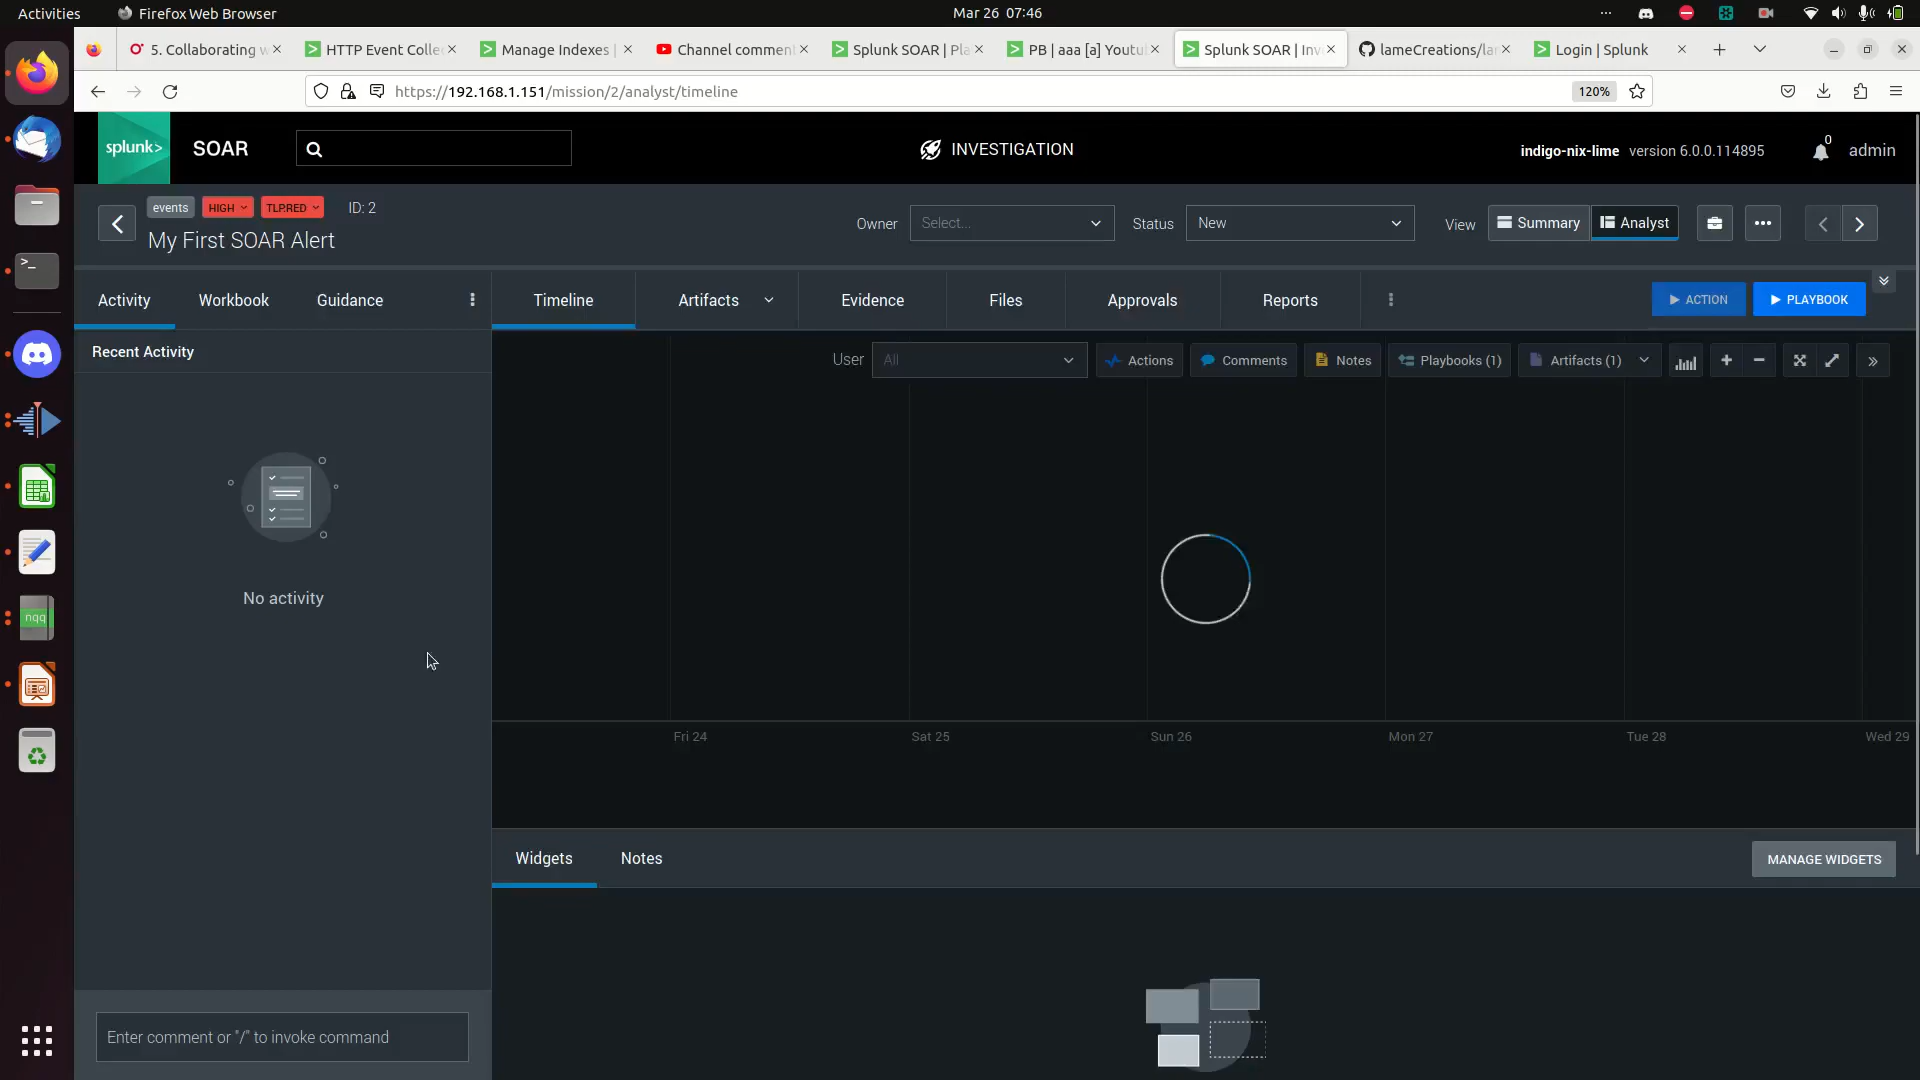 Activities
Firefox Web Browser
Mar 26 07:46
5. Collaborating w
HTTP Event Collec
Manage Indexes |
Channel comment
Splunk SOAR | Pla
PB | aaa [a] Youtu
Splunk SOAR | Inv
lameCreations/la
Login | Splunk
https://192.168.1.151/mission/2/analyst/timeline
120%
splunk>
SOAR
INVESTIGATION
indigo-nix-lime version 6.0.0.114895
0
admin
events
HIGH
TLP:RED
ID: 2
My First SOAR Alert
Owner
Select...
Status
New
View
Summary
Analyst
Activity
Workbook
Guidance
Timeline
Artifacts
Evidence
Files
Approvals
Reports
ACTION
PLAYBOOK
Recent Activity
User
All
Actions
Comments
Notes
Playbooks (1)
Artifacts (1)
No activity
nqq
Fri 24
Sat 25
Sun 26
Mon 27
Tue 28
Wed 29
Widgets
Notes
MANAGE WIDGETS
Enter comment or "/" to invoke command